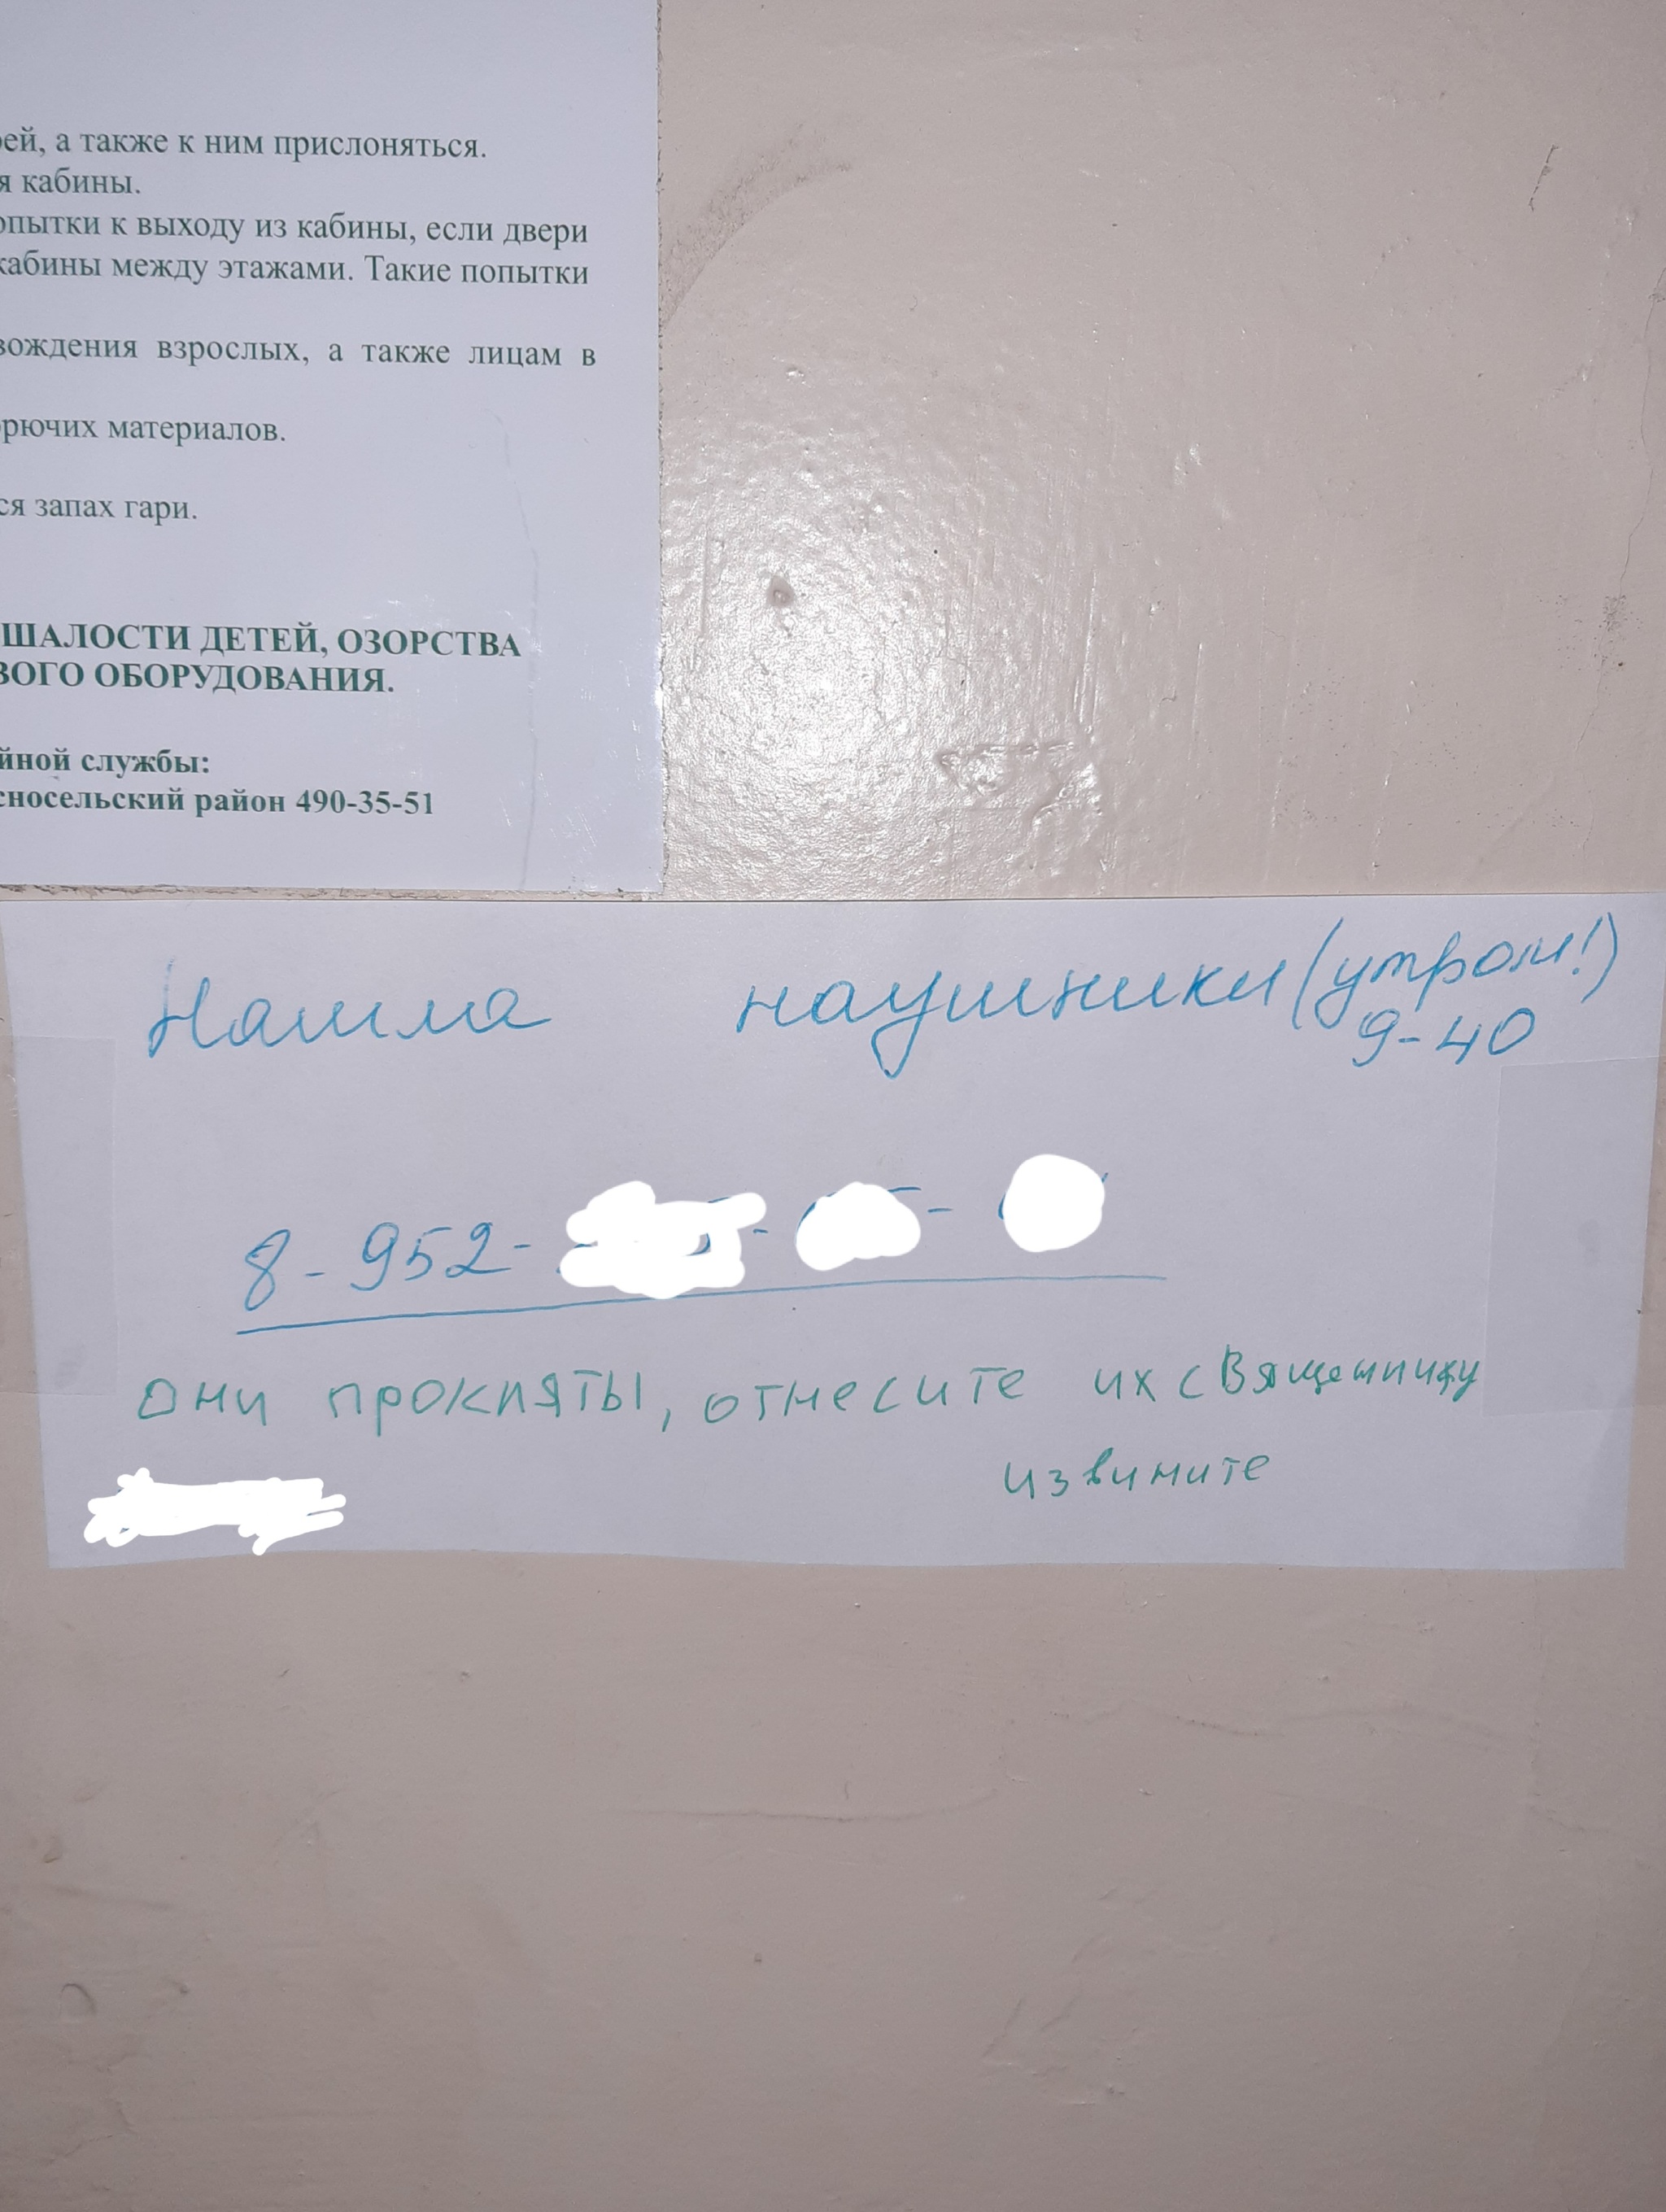 ей, а также к ним прислоняться.
я кабины.
опытки к выходу из кабины, если двери
кабины между этажами. Такие попытки
вождения взрослых, а также лицам в
орючих материалов.
ся запах гари.
ШАЛОСТИ ДЕТЕЙ, ОЗОРСТВА
ВОГО ОБОРУДОВАНИЯ.
йной службы:
сносельский район 490-35-51
Нашла наушники (утром!)
9-40
8-952-
они прокляты, отнесите их священнику
извините